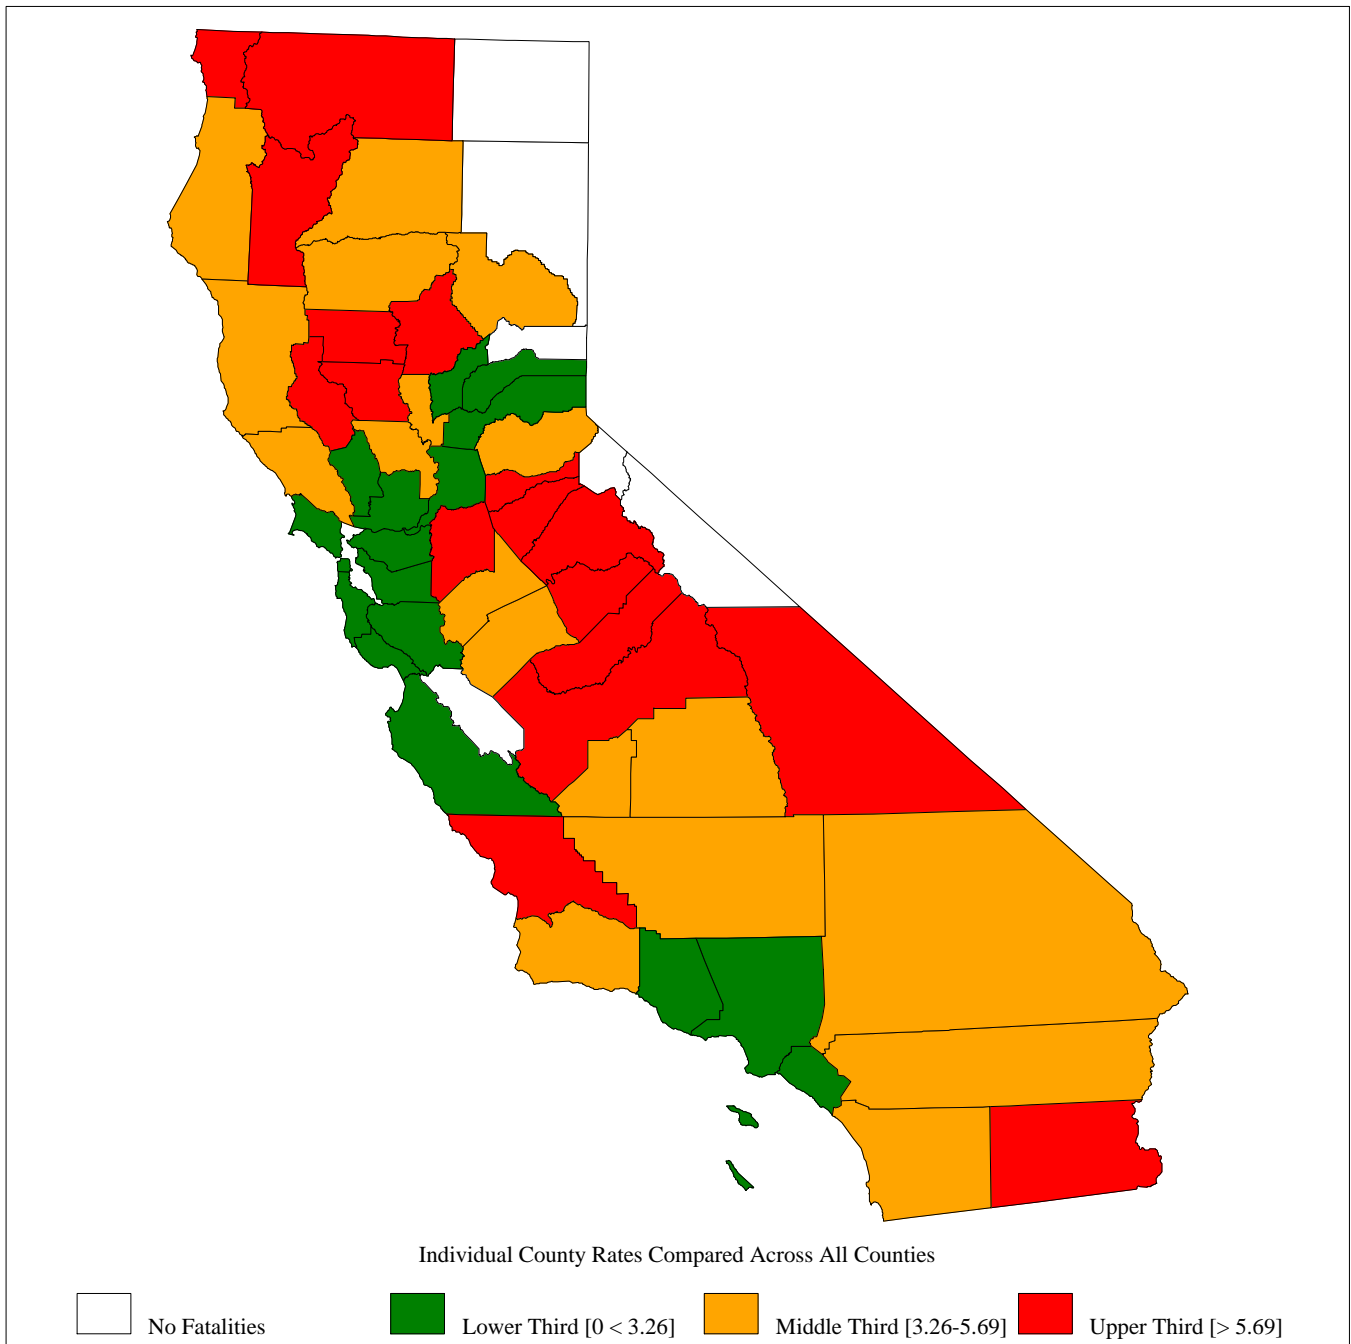 Individual County Rates Compared Across All Counties
No Fatalities Lower Third [0 < 3.26] Middle Third [3.26-5.69] Upper Third [> 5.69]